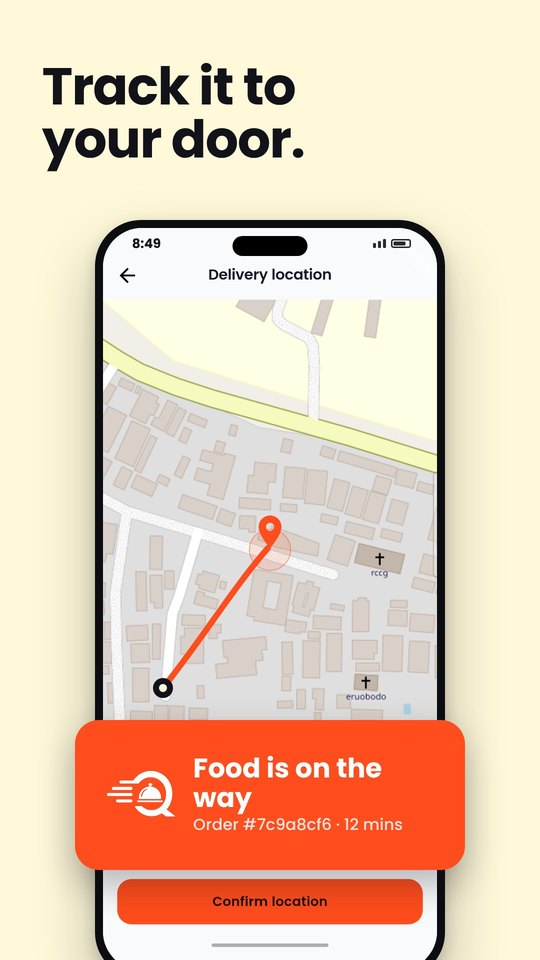 Track it to
your door.
8:49
Delivery location
rccg
eruobodo
Food is on the
way
Order #7c9a8cf6 · 12 mins
Confirm location